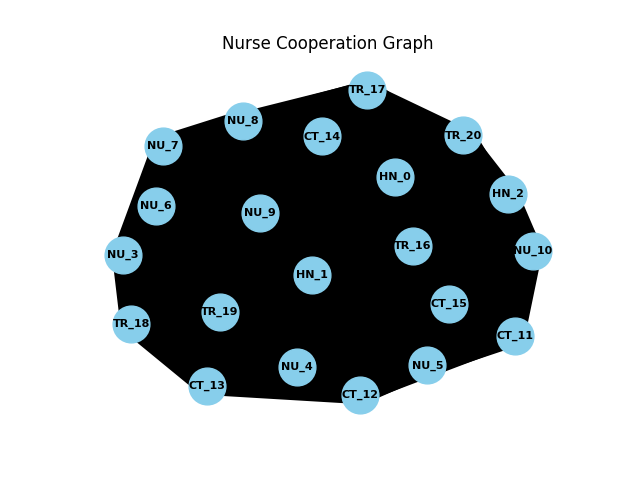 Nurse Cooperation Graph
TR_17
NU_8
CT_14
TR_20
NU_7
HN_0
HN_2
NU_6
NU_9
TR_16
NU_10
NU_3
HN_1
CT_15
TR_19
TR_18
CT_11
NU_5
NU_4
CT_13
CT_12